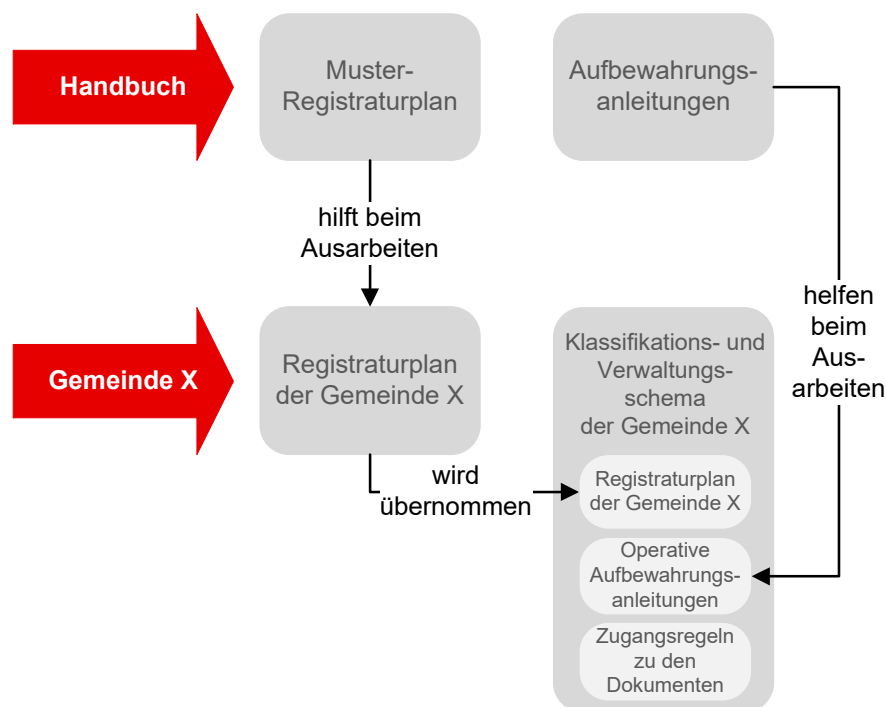 Handbuch
Muster-
Registraturplan
Aufbewahrungs-
anleitungen
hilft beim
Ausarbeiten
helfen
beim
Aus-
arbeiten
Gemeinde X
Registraturplan
der Gemeinde X
Klassifikations- und
Verwaltungs-
schema
der Gemeinde X
wird
übernommen
Registraturplan
der Gemeinde X
Operative
Aufbewahrungs-
anleitungen
Zugangsregeln
zu den
Dokumenten